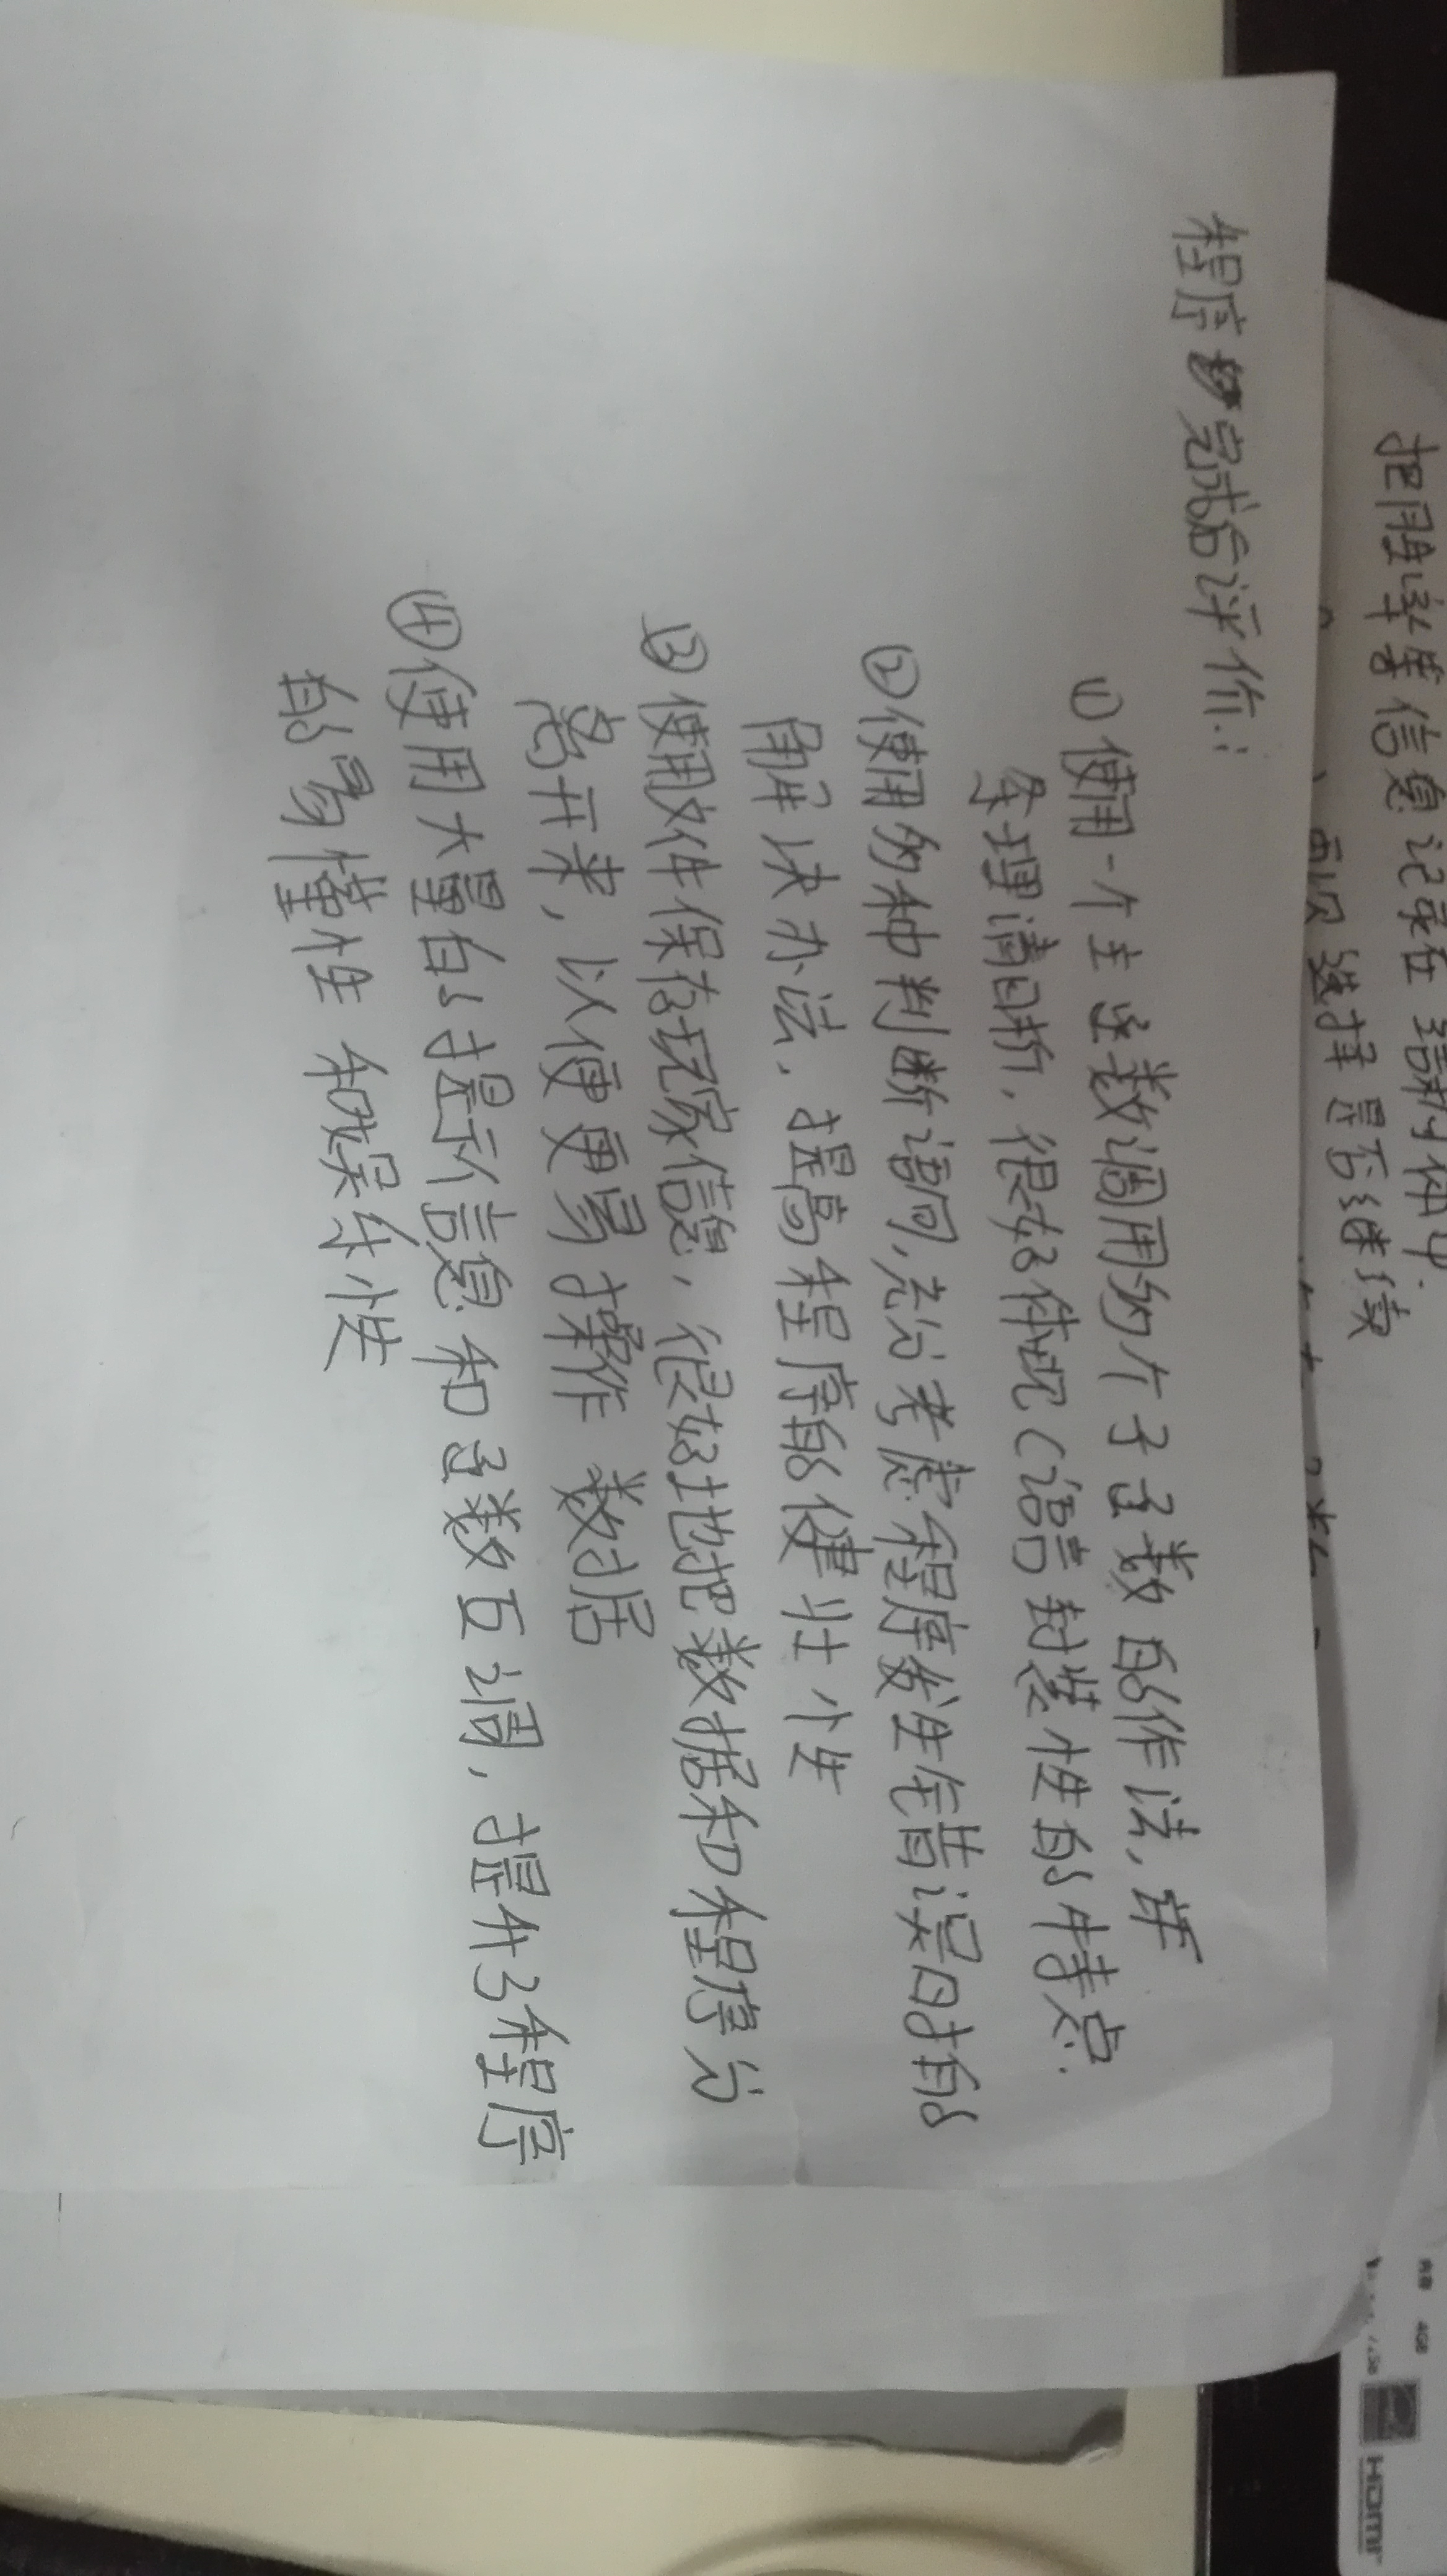 把胜率等信息记录在结构体中.
再次选择是否继续
内存 4GB
HDMI
程序完成后评价.:
①使用一个主函数调用多个子函数的作法,
条理清晰,很好体现C语言封装性的特点.
②使用多种判断语句,充分考虑程序发生错误时的
解决办法,提高程序的健壮性
③使用文件保存玩家信息,很好地把数据和程序分
离开来,以便更易操作数据
④使用大量的提示信息和函数互调,提升了程序
的易懂性和娱乐性